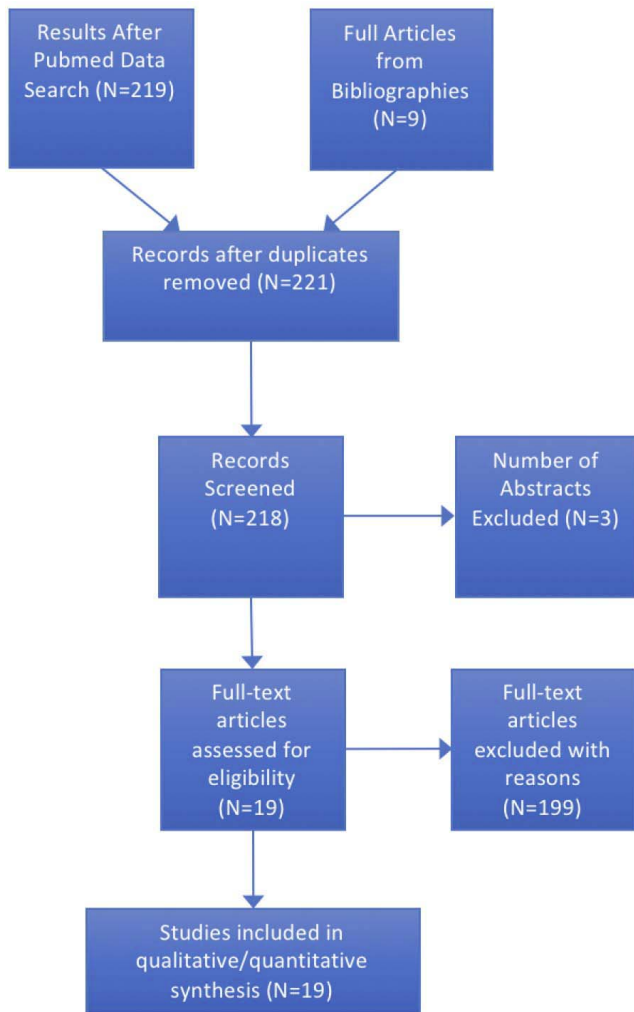 Results After
Pubmed Data
Search (N=219)
Full Articles
from
Bibliographies
(N=9)
Records after duplicates
removed (N=221)
Records
Screened
(N=218)
Number of
Abstracts
Excluded (N=3)
Full-text
articles
assessed for
eligibility
(N=19)
Full-text
articles
excluded with
reasons
(N=199)
Studies included in
qualitative/quantitative
synthesis (N=19)